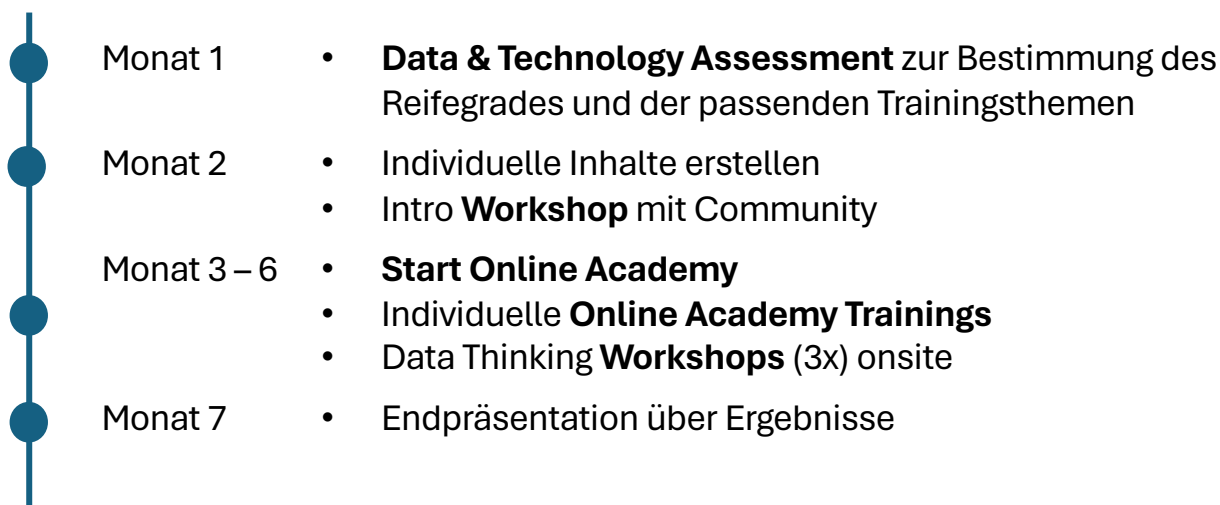 Monat 1 • Data & Technology Assessment zur Bestimmung des
Reifegrades und der passenden Trainingsthemen
Monat 2 • Individuelle Inhalte erstellen
• Intro Workshop mit Community
Monat 3 – 6 • Start Online Academy
• Individuelle Online Academy Trainings
• Data Thinking Workshops (3x) onsite
Monat 7 • Endpräsentation über Ergebnisse